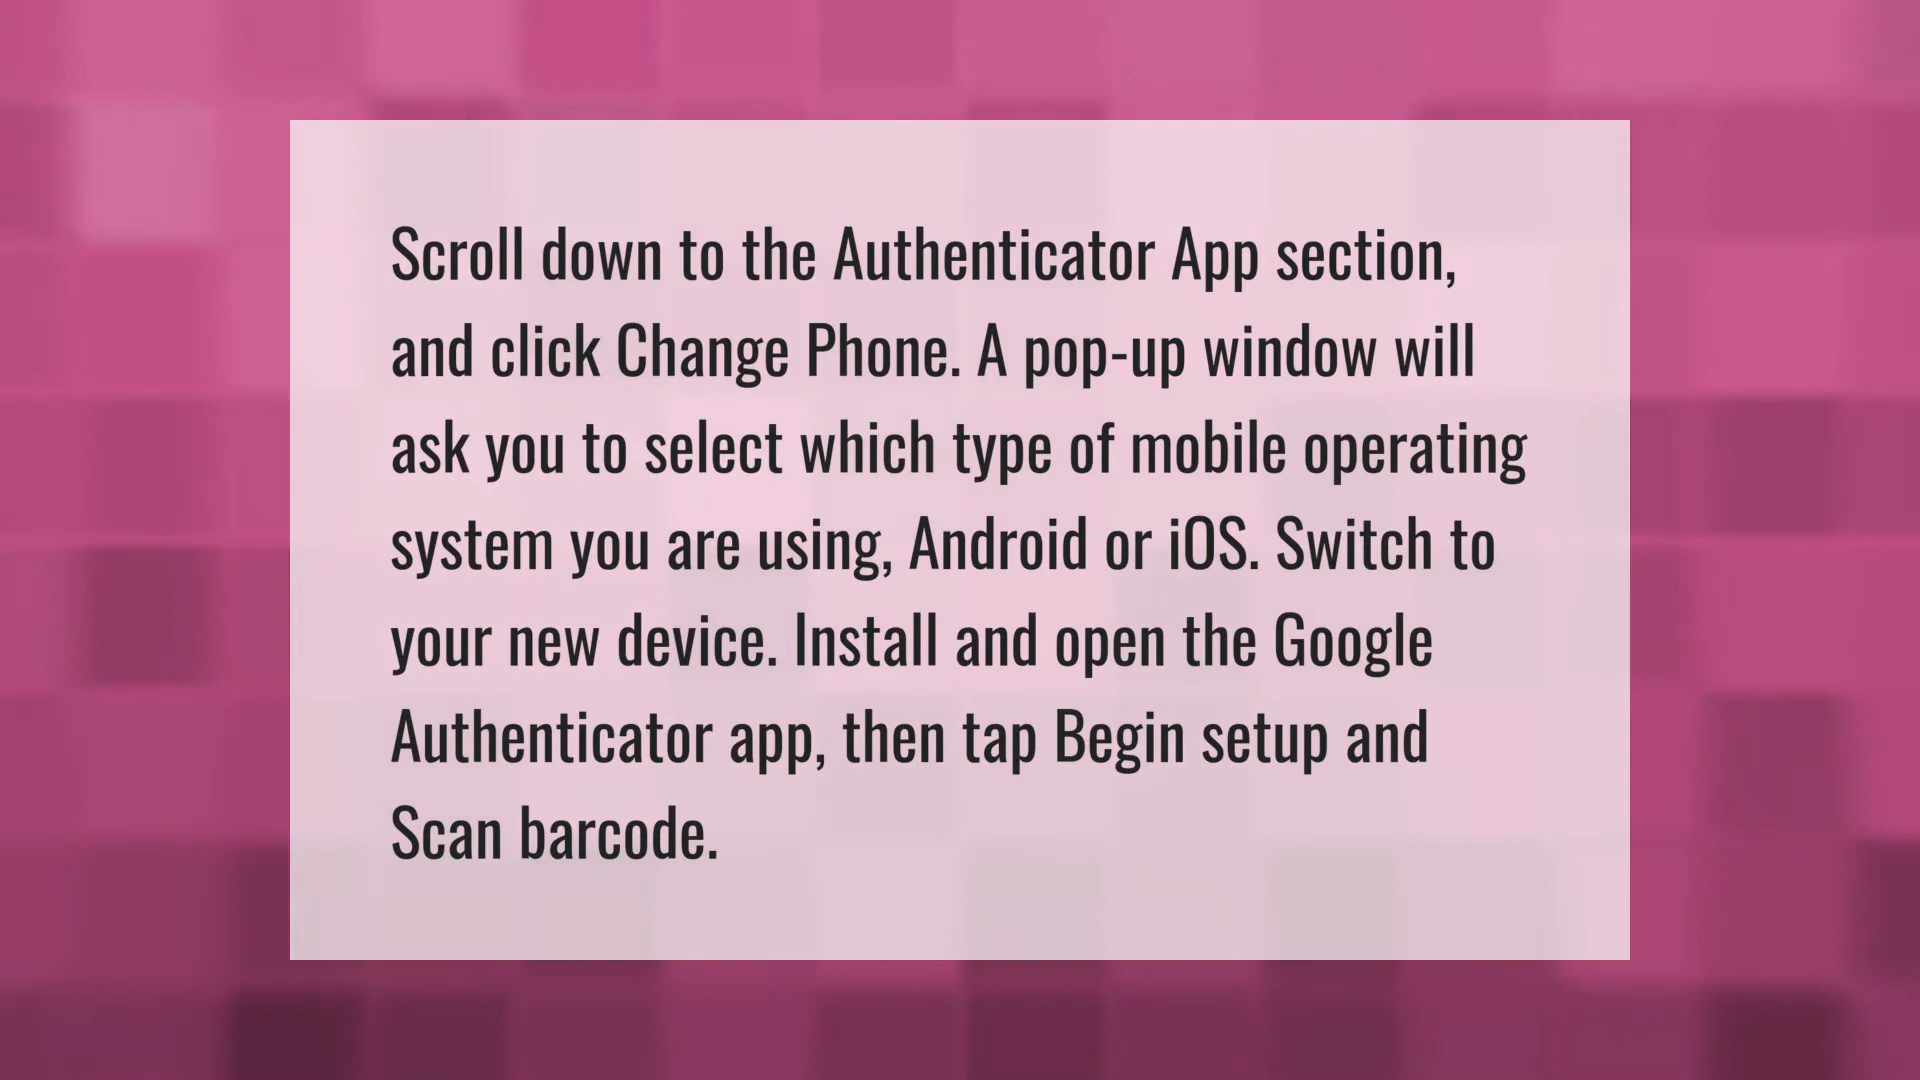 Scroll down to the Authenticator App section,
and click Change Phone. A pop-up window will
ask you to select which type of mobile operating
system you are using, Android or iOS. Switch to
your new device. Install and open the Google
Authenticator app, then tap Begin setup and
Scan barcode.